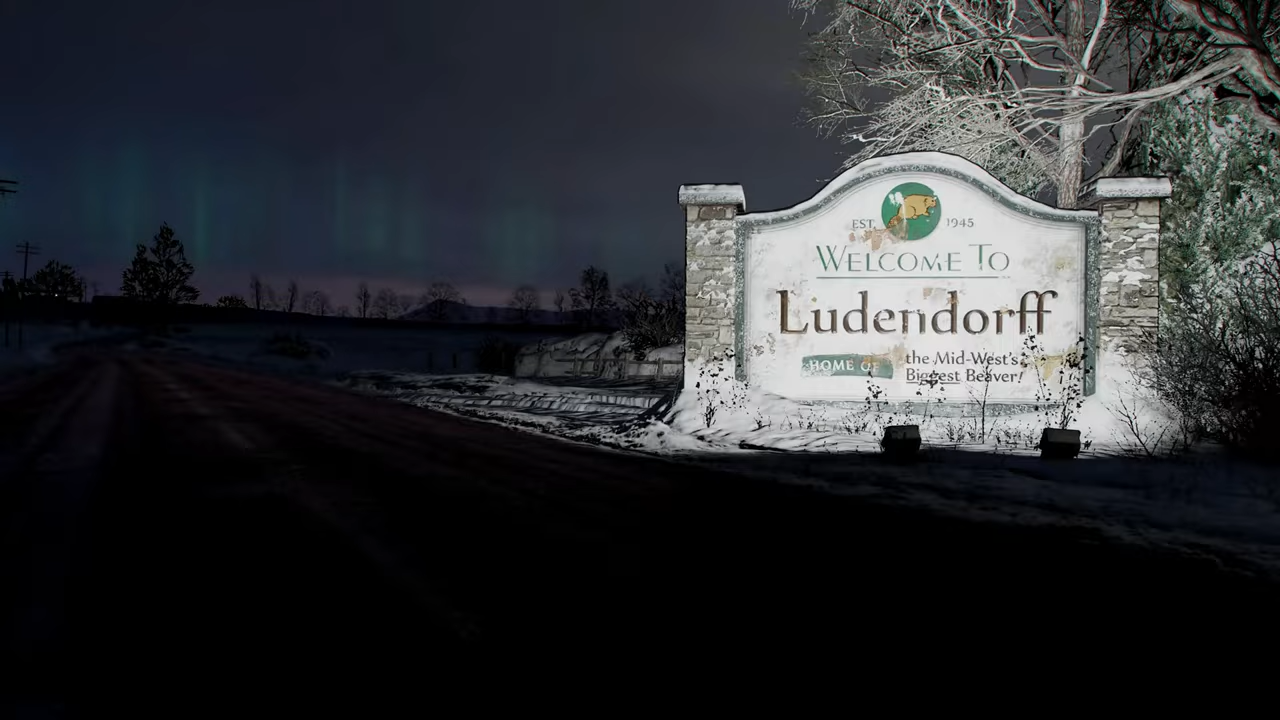 EST. 1945
WELCOME TO
Ludendorff
HOME OF the Mid-West's
Biggest Beaver!